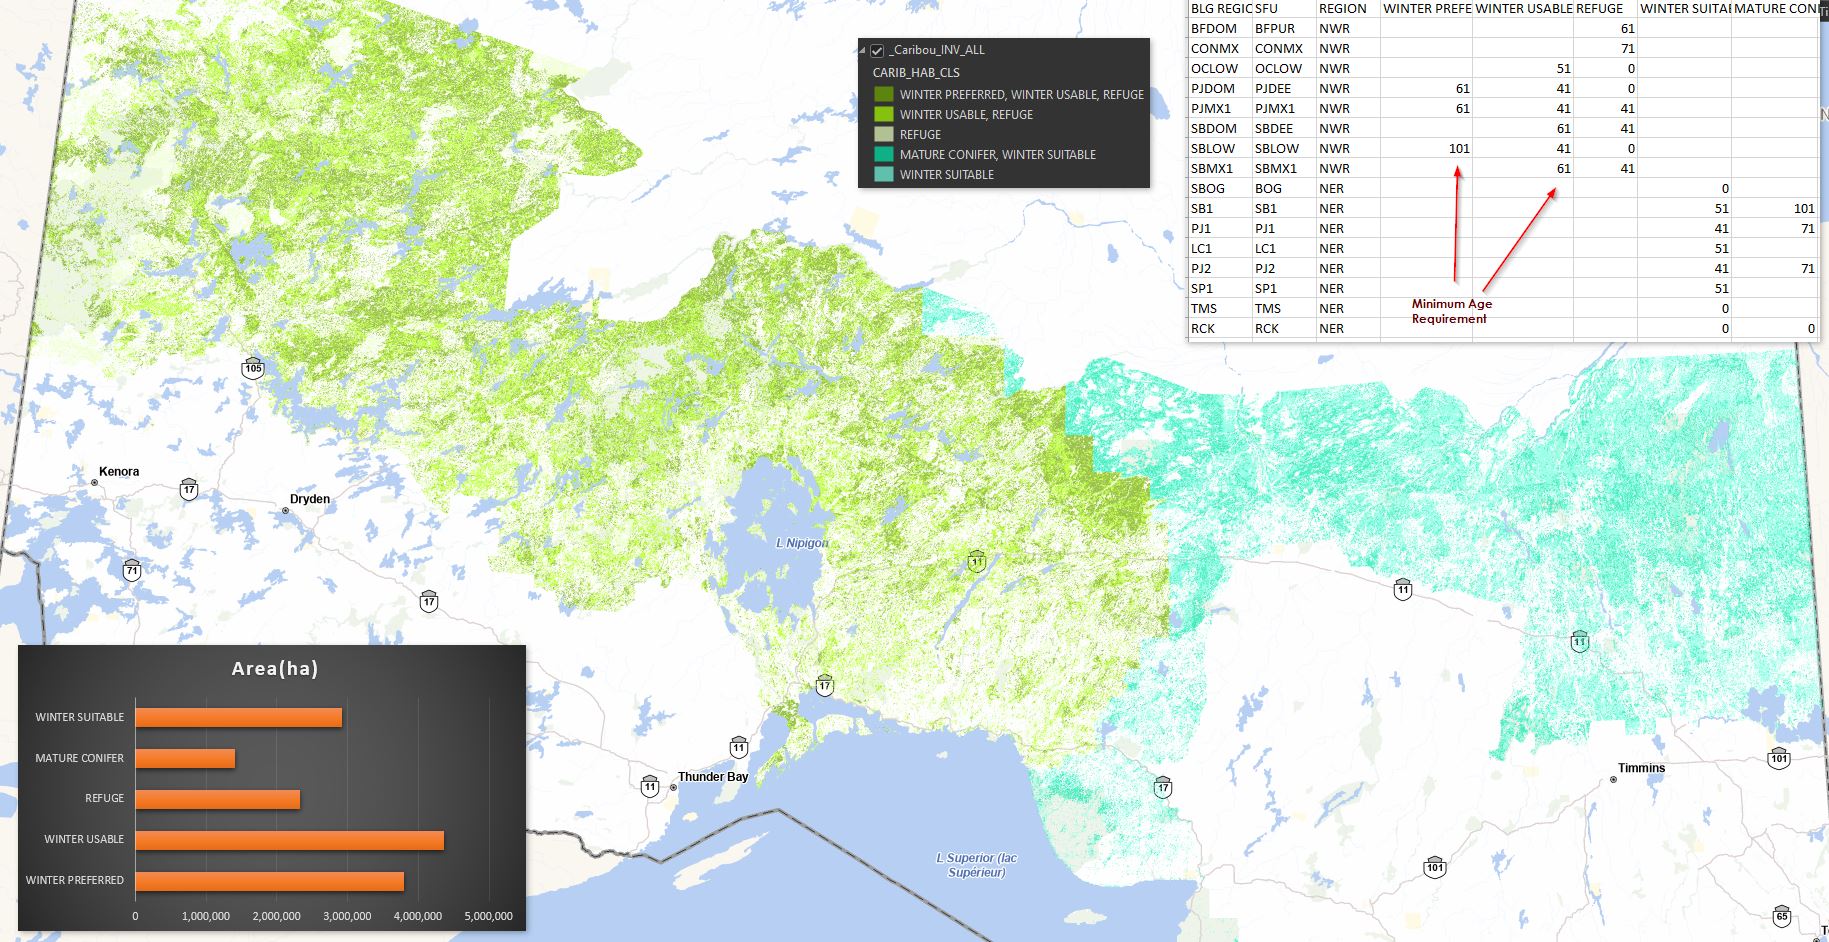 BLG REGIC SFU REGION WINTER PREFE WINTER USABLE REFUGE WINTER SUITAE MATURE CONI
BFDOM BFPUR NWR 61
CONMX CONMX NWR 71
OCLOW OCLOW NWR 51 0
PJDOM PJDEE NWR 61 41 0
PJMX1 PJMX1 NWR 61 41 41
SBDOM SBDEE NWR 61 41
SBLOW SBLOW NWR 101 41 0
SBMX1 SBMX1 NWR 61 41
SBOG BOG NER 0
SB1 SB1 NER 51 101
PJ1 PJ1 NER 41 71
LC1 LC1 NER 51
PJ2 PJ2 NER 41 71
SP1 SP1 NER 51
TMS TMS NER 0
RCK RCK NER 0 0
Minimum Age
Requirement
_Caribou_INV_ALL
CARIB_HAB_CLS
WINTER PREFERRED, WINTER USABLE, REFUGE
WINTER USABLE, REFUGE
REFUGE
MATURE CONIFER, WINTER SUITABLE
WINTER SUITABLE
105
Kenora
17
Dryden
71
17
L Nipigon
11
11
11
17
11
Thunder Bay
11
17
Timmins
101
L Superior (lac
Supérieur)
101
65
Area(ha)
WINTER SUITABLE
MATURE CONIFER
REFUGE
WINTER USABLE
WINTER PREFERRED
0 1,000,000 2,000,000 3,000,000 4,000,000 5,000,000